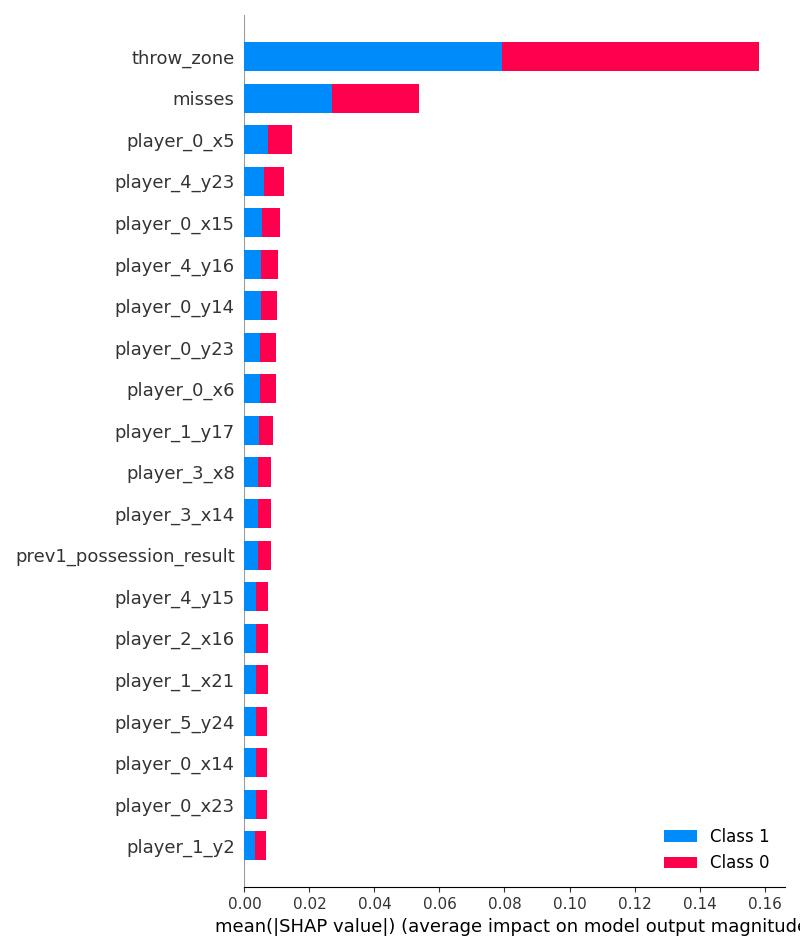 throw_zone
misses
player_0_x5
player_4_y23
player_0_x15
player_4_y16
player_0_y14
player_0_y23
player_0_x6
player_1_y17
player_3_x8
player_3_x14
prev1_possession_result
player_4_y15
player_2_x16
player_1_x21
player_5_y24
player_0_x14
player_0_x23
player_1_y2
Class 1
Class 0
0.00 0.02 0.04 0.06 0.08 0.10 0.12 0.14 0.16
mean(|SHAP value|) (average impact on model output magnitude